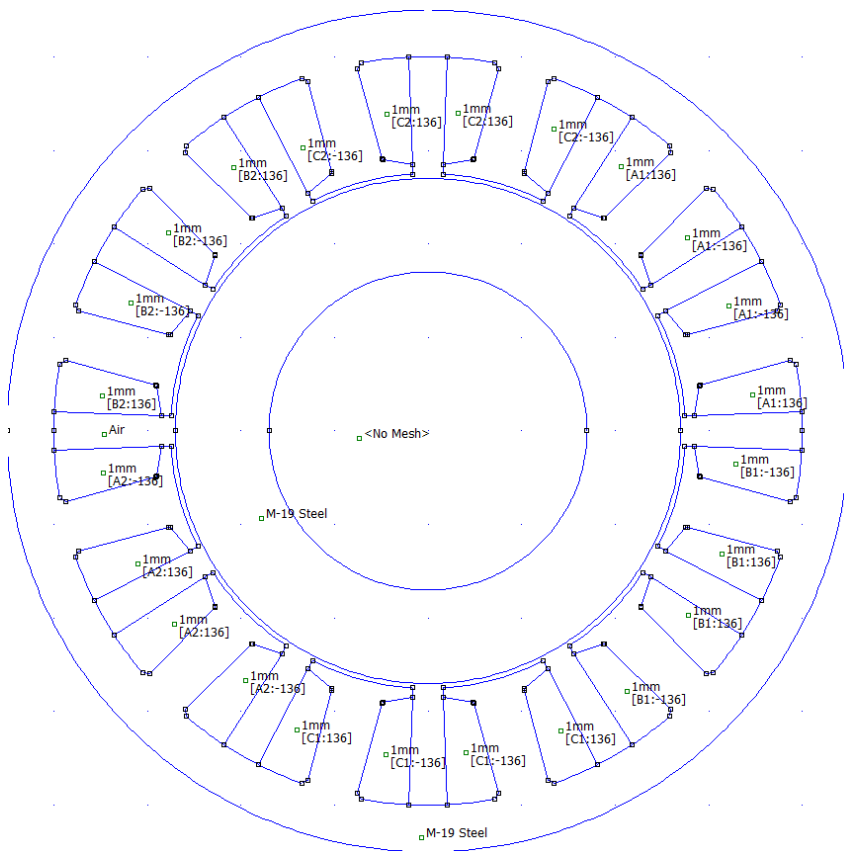 1mm
[C2:136]
1mm
[C2:136]
1mm
[C2:-136]
1mm
[C2:-136]
1mm
[B2:136]
1mm
[A1:136]
1mm
[B2:-136]
1mm
[A1:-136]
1mm
[B2:-136]
1mm
[A1:-136]
1mm
[B2:136]
1mm
[A1:136]
Air
<No Mesh>
1mm
[A2:-136]
1mm
[B1:-136]
M-19 Steel
1mm
[A2:136]
1mm
[B1:136]
1mm
[A2:136]
1mm
[B1:136]
1mm
[A2:-136]
1mm
[B1:-136]
1mm
[C1:136]
1mm
[C1:136]
1mm
[C1:-136]
1mm
[C1:-136]
M-19 Steel